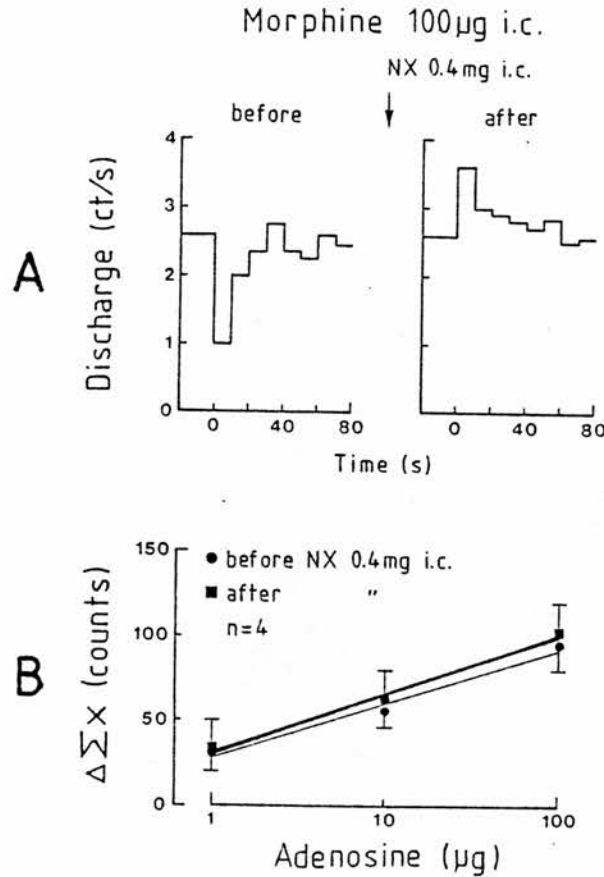 Morphine 100µg i.c.
NX 0.4mg i.c.
before
after
A
Discharge (ct/s)
4
3
2
1
0
0 40 80
0 40 80
Time (s)
B
ΔΣx (counts)
150
100
50
0
● before NX 0.4mg i.c.
■ after "
n=4
1 10 100
Adenosine (µg)